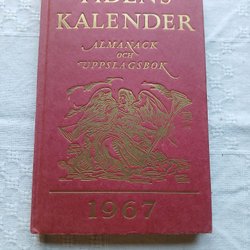 TIDENS
KALENDER
ALMANACK
OCH
UPPSLAGSBOK
1967